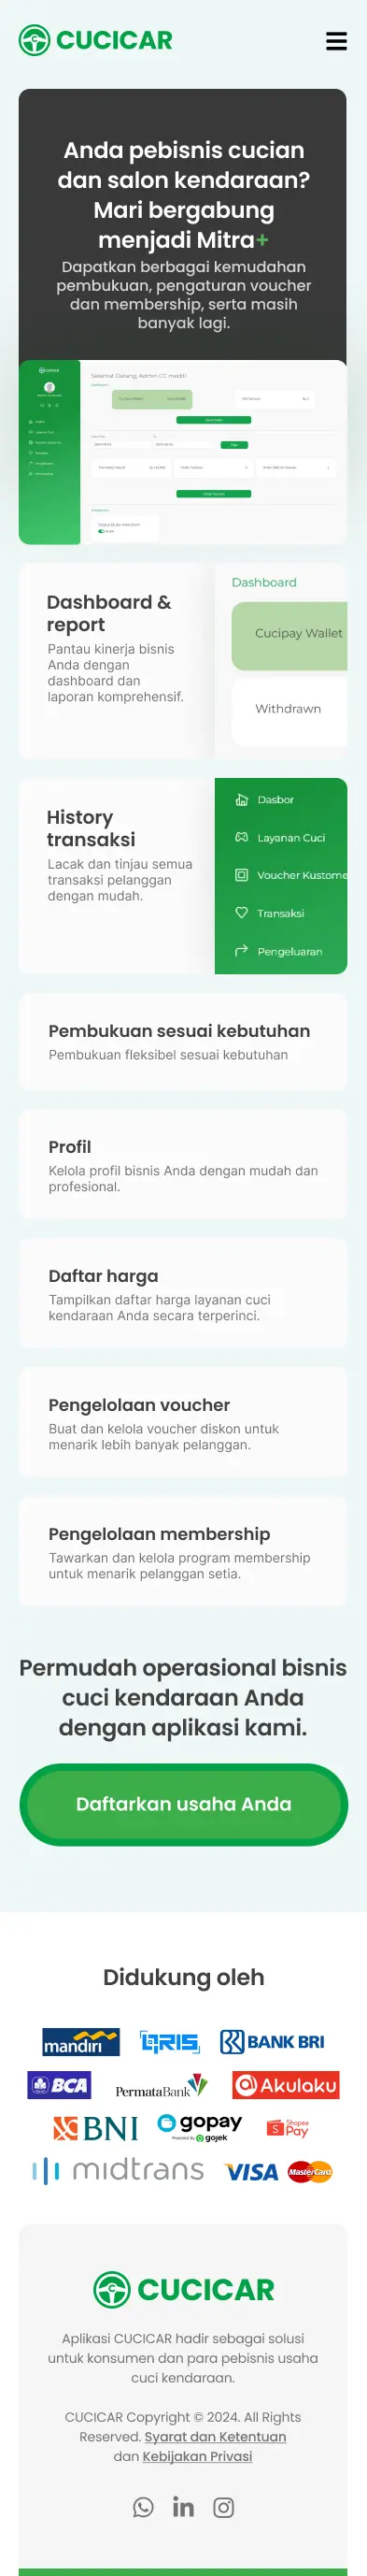 CUCICAR
Anda pebisnis cucian
dan salon kendaraan?
Mari bergabung
menjadi Mitra+
Dapatkan berbagai kemudahan
pembukuan, pengaturan voucher
dan membership, serta masih
banyak lagi.
CUCICAR
Selamat Datang, Admin CC medifi
Dashboard
Dashboard &
report
Pantau kinerja bisnis
Anda dengan
dashboard dan
laporan komprehensif.
Dashboard
Cucipay Wallet
Withdrawn
History
transaksi
Lacak dan tinjau semua
transaksi pelanggan
dengan mudah.
Dasbor
Layanan Cuci
Voucher Kustome
Transaksi
Pengeluaran
Pembukuan sesuai kebutuhan
Pembukuan fleksibel sesuai kebutuhan
Profil
Kelola profil bisnis Anda dengan mudah dan
profesional.
Daftar harga
Tampilkan daftar harga layanan cuci
kendaraan Anda secara terperinci.
Pengelolaan voucher
Buat dan kelola voucher diskon untuk
menarik lebih banyak pelanggan.
Pengelolaan membership
Tawarkan dan kelola program membership
untuk menarik pelanggan setia.
Permudah operasional bisnis
cuci kendaraan Anda
dengan aplikasi kami.
Daftarkan usaha Anda
Didukung oleh
mandiri QRIS BANK BRI
BCA PermataBank Akulaku
BNI gopay Shopee
Powered by gojek Pay
midtrans VISA MasterCard
CUCICAR
Aplikasi CUCICAR hadir sebagai solusi
untuk konsumen dan para pebisnis usaha
cuci kendaraan.
CUCICAR Copyright © 2024. All Rights
Reserved. Syarat dan Ketentuan
dan Kebijakan Privasi
in